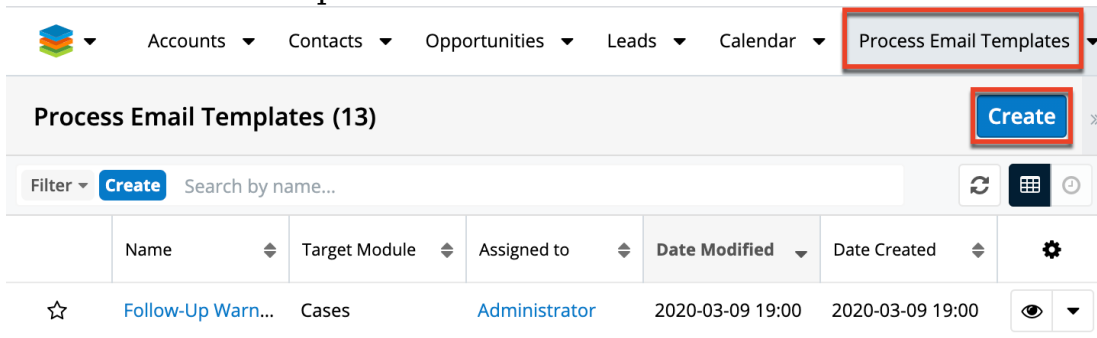 Accounts Contacts Opportunities Leads Calendar Process Email Templates
Process Email Templates (13) Create
Filter Create Search by name...
Name Target Module Assigned to Date Modified Date Created
Follow-Up Warn... Cases Administrator 2020-03-09 19:00 2020-03-09 19:00